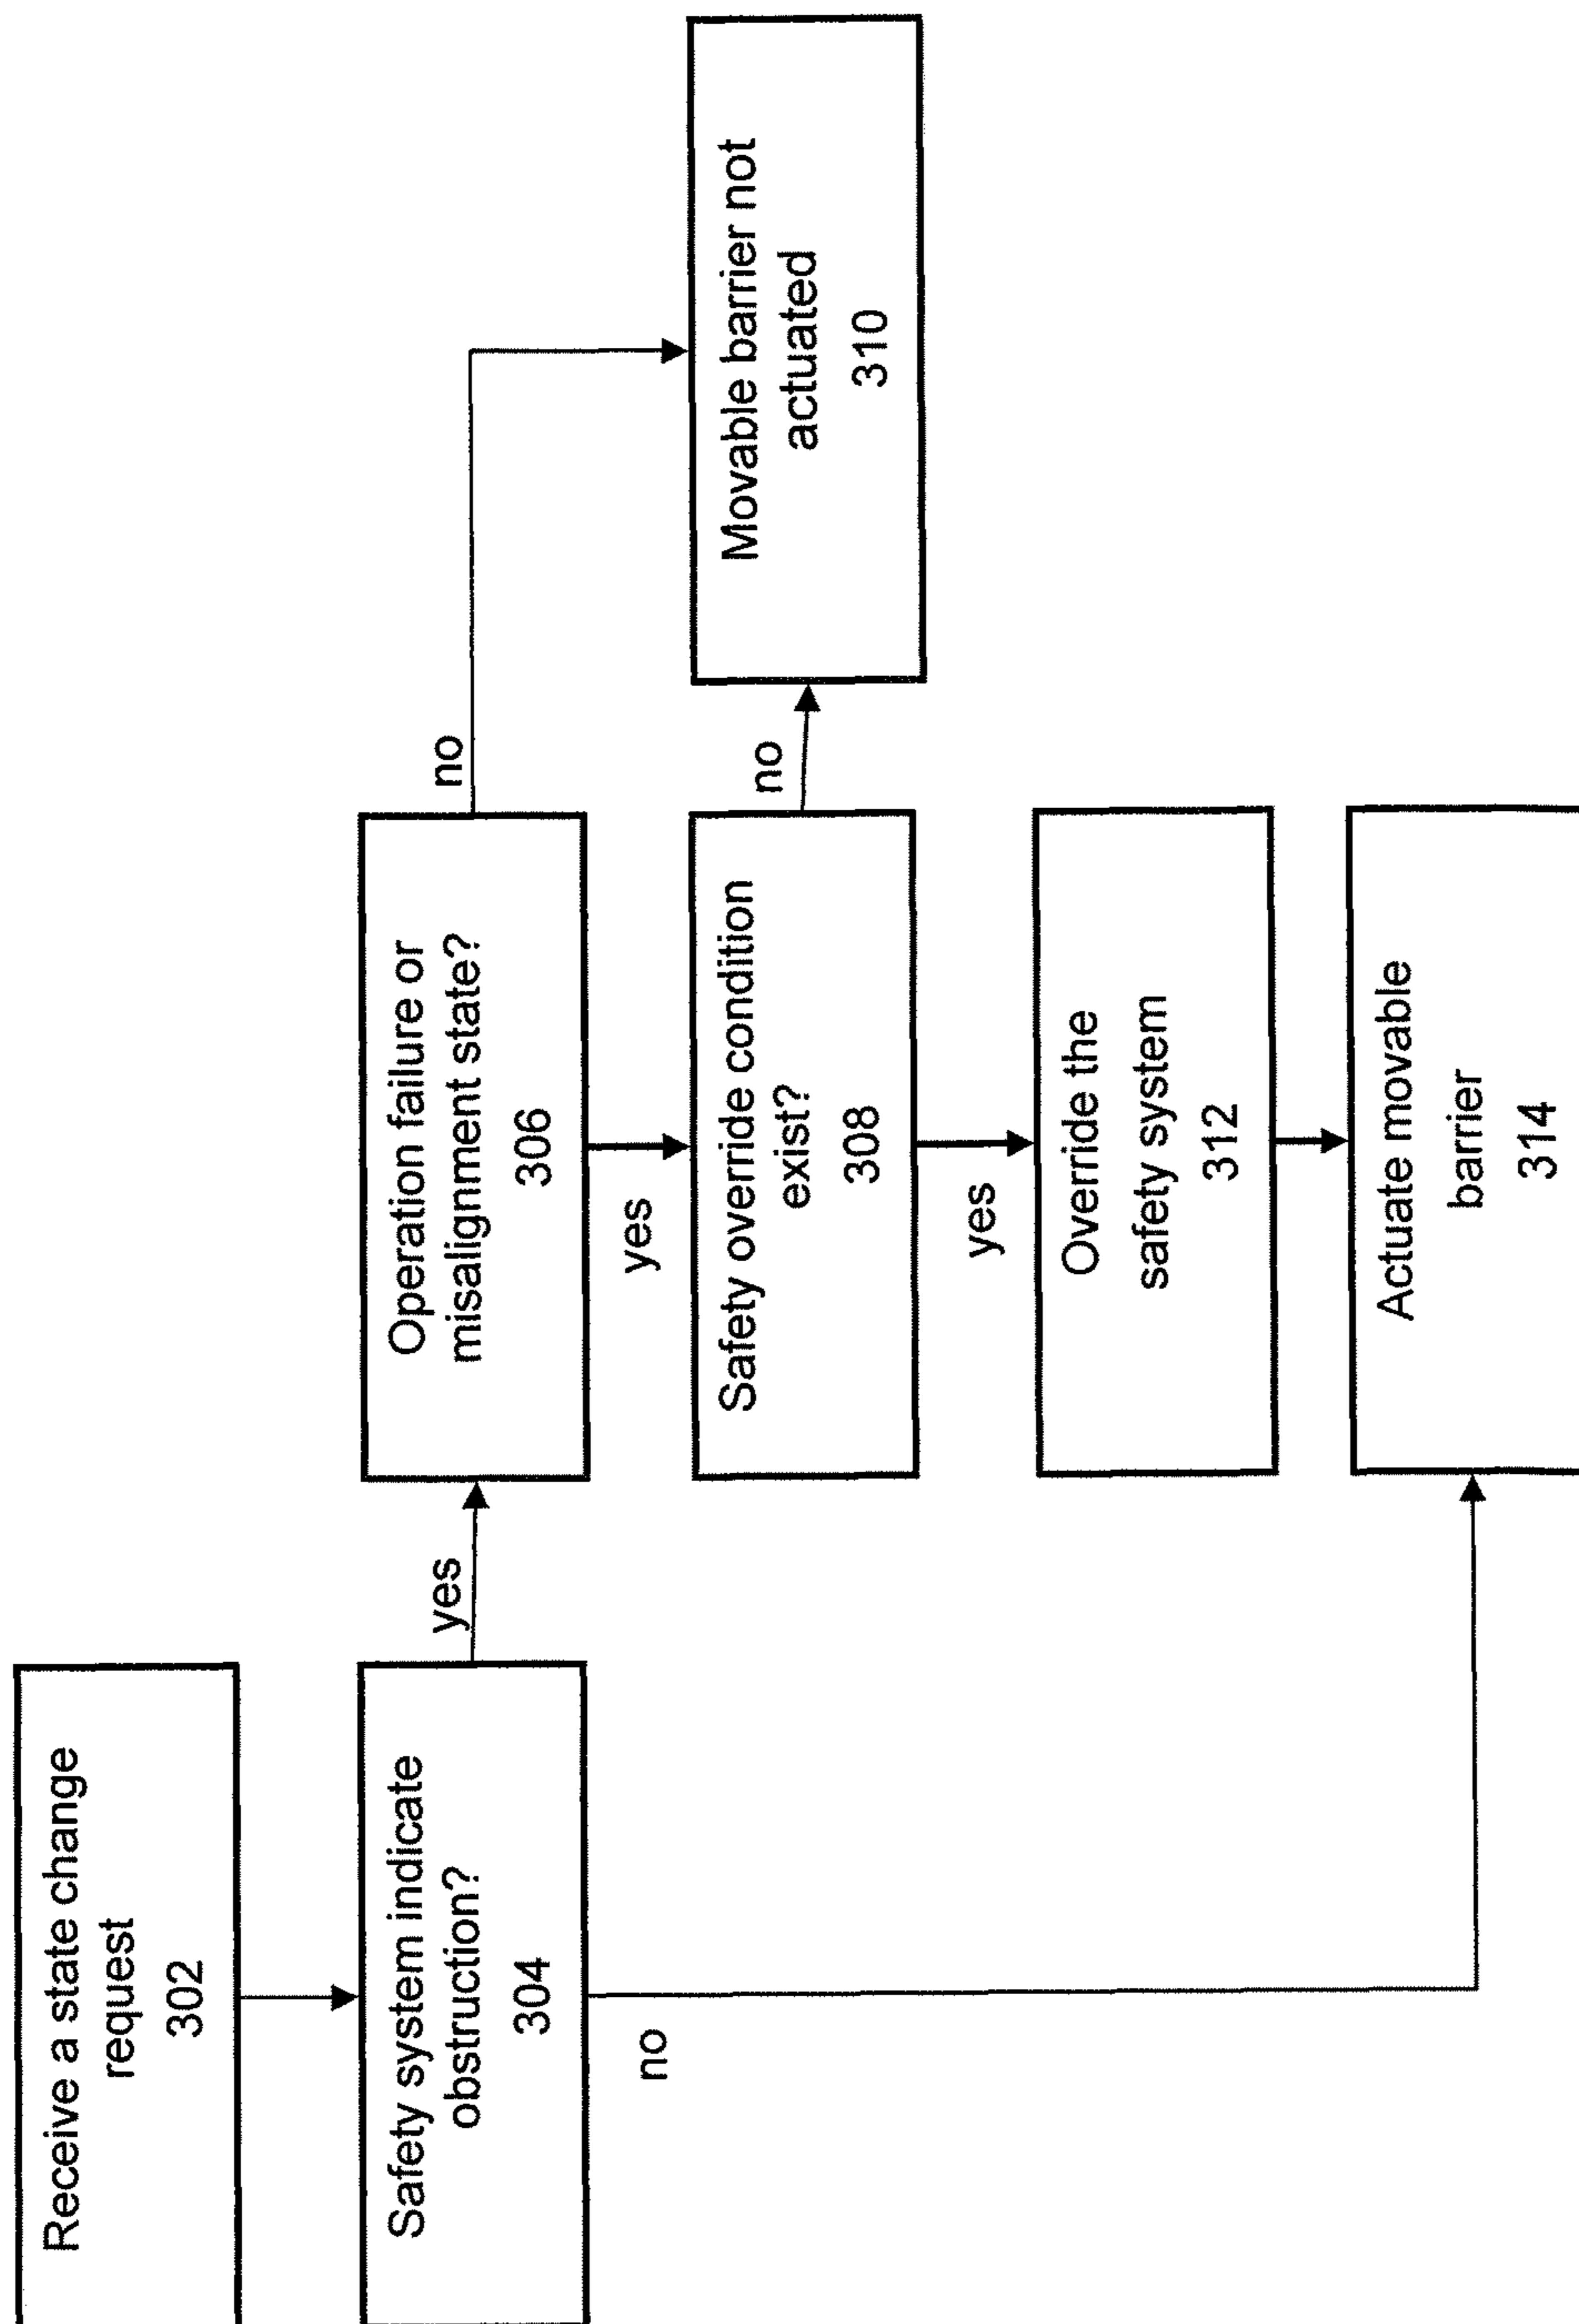 Receive a state change
request
302
Safety system indicate
obstruction?
304
yes
no
Operation failure or
misalignment state?
306
no
yes
Safety override condition
exist?
308
no
yes
Movable barrier not
actuated
310
Override the
safety system
312
Actuate movable
barrier
314